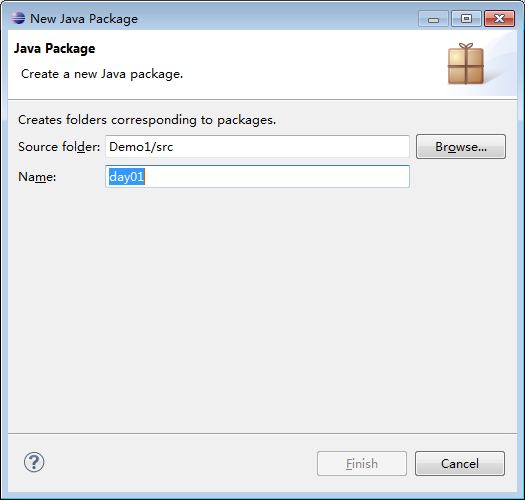 New Java Package
Java Package
Create a new Java package.
Creates folders corresponding to packages.
Source folder: Demo1/src Browse...
Name: day01
? Finish Cancel